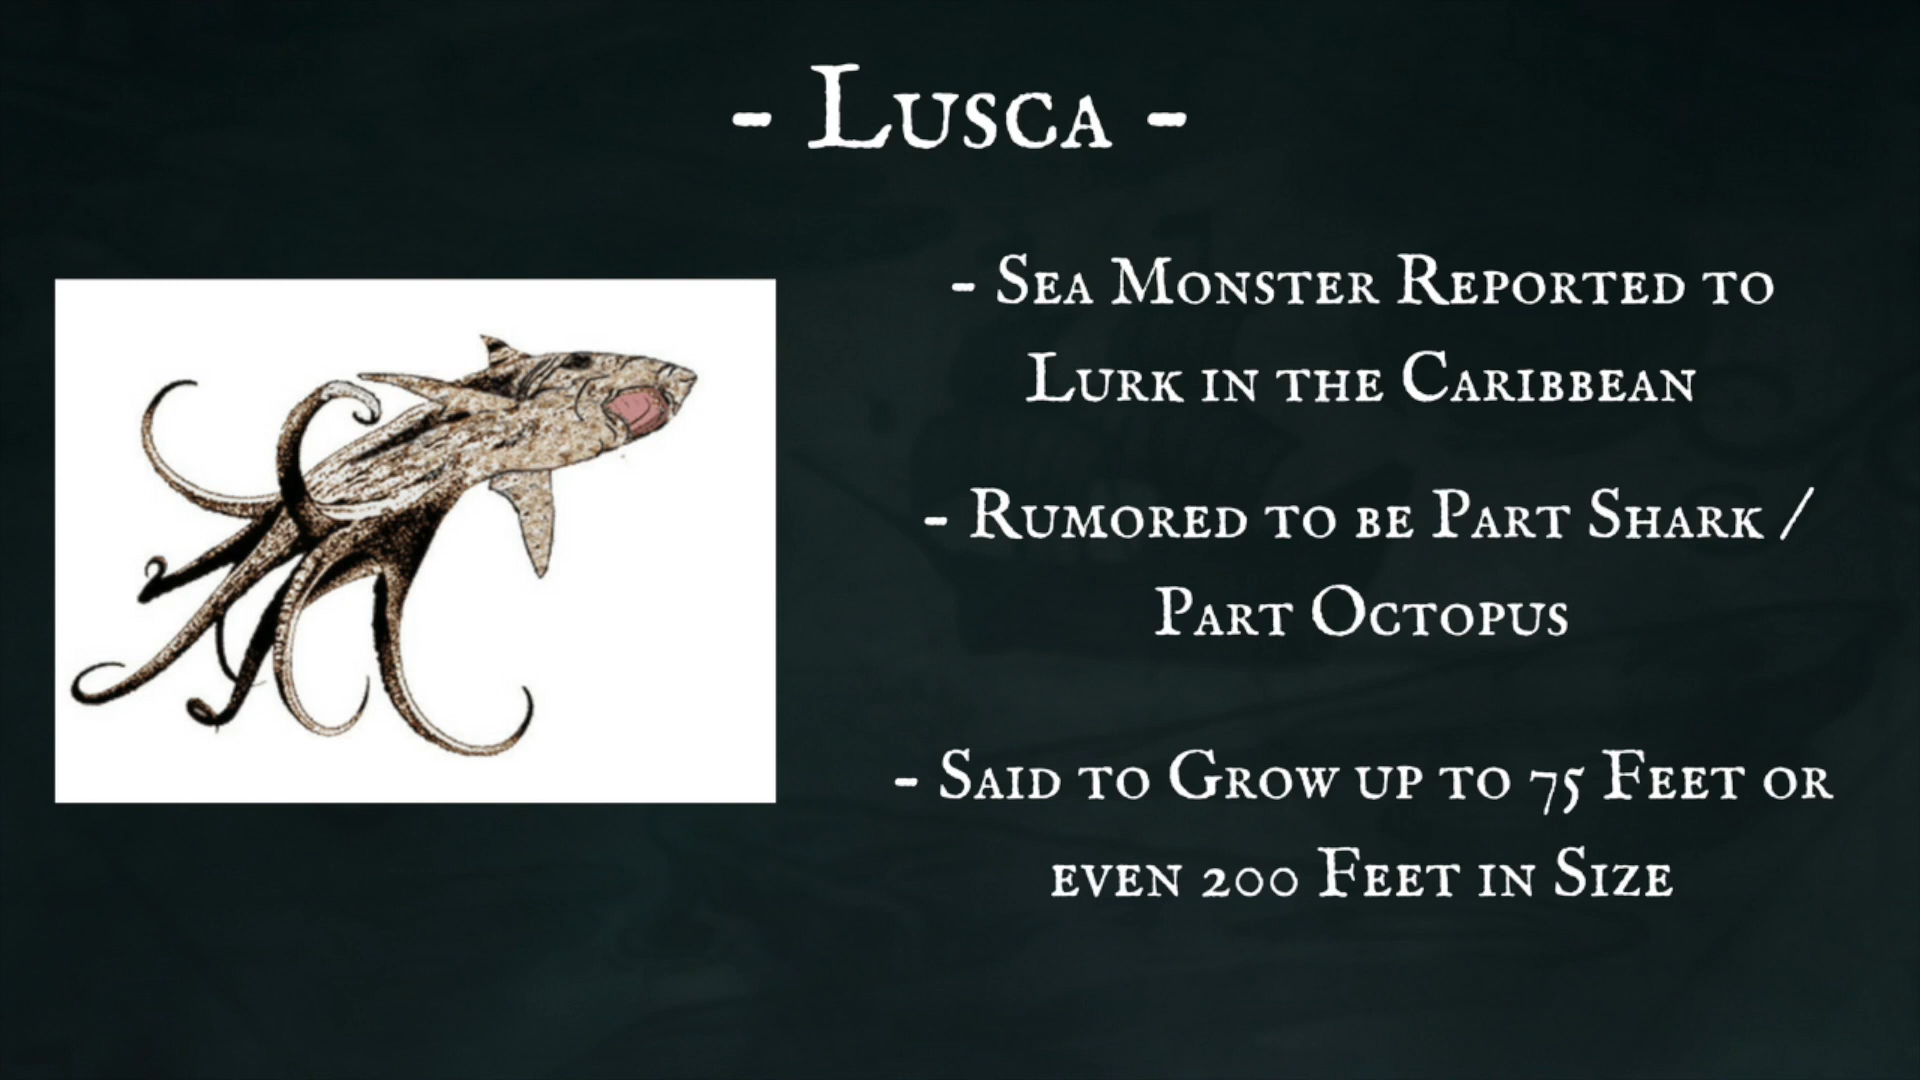 - Lusca -
- Sea Monster Reported to
Lurk in the Caribbean
- Rumored to be Part Shark /
Part Octopus
- Said to Grow up to 75 Feet or
even 200 Feet in Size